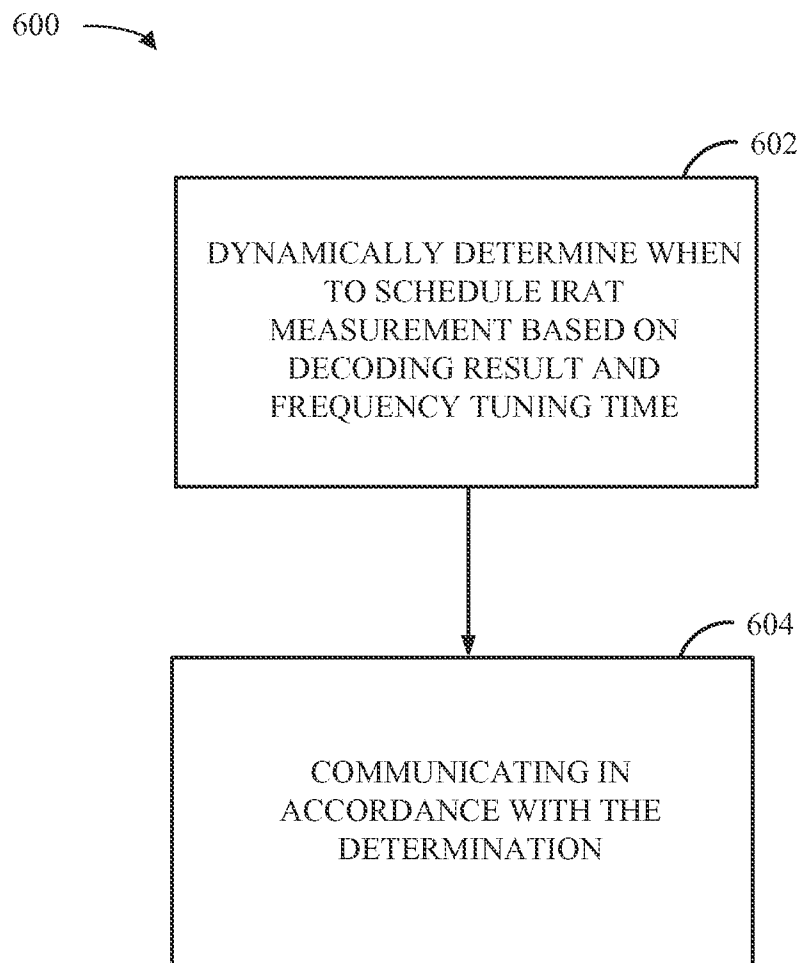 600
602
DYNAMICALLY DETERMINE WHEN
TO SCHEDULE IRAT
MEASUREMENT BASED ON
DECODING RESULT AND
FREQUENCY TUNING TIME
604
COMMUNICATING IN
ACCORDANCE WITH THE
DETERMINATION